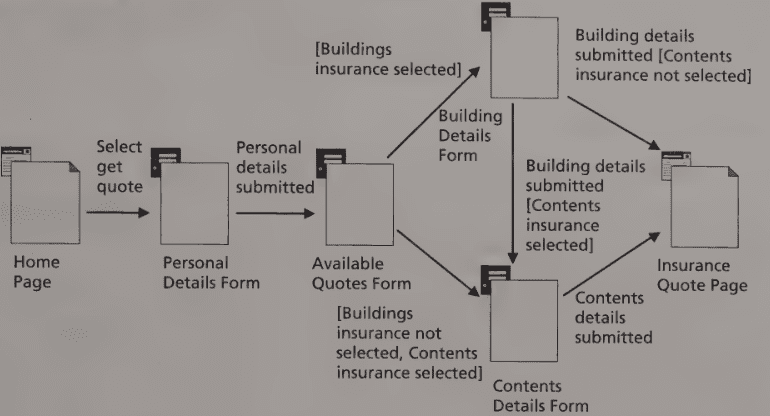 [Buildings
insurance selected]
Building details
submitted [Contents
insurance not selected]
Building
Details
Form
Select
get
quote
Personal
details
submitted
Building details
submitted
[Contents
insurance
selected]
Home
Page
Personal
Details Form
Available
Quotes Form
Insurance
Quote Page
[Buildings
insurance not
selected, Contents
insurance selected]
Contents
details
submitted
Contents
Details Form